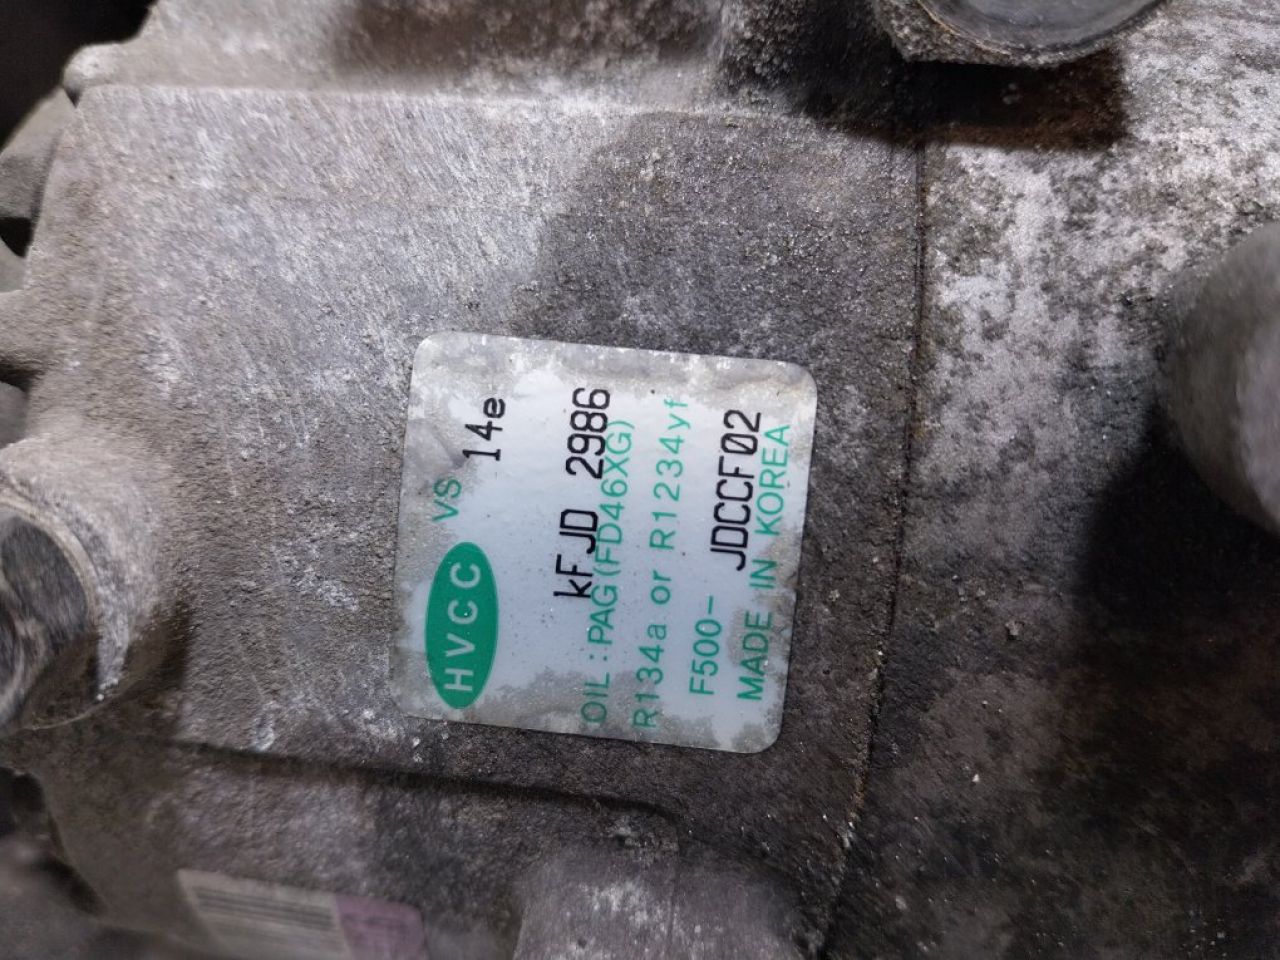 HVCC VS 14e
kFJD 2986
OIL : PAG(FD46XG)
R134a or R1234yf
F500- JDCCF02
MADE IN KOREA